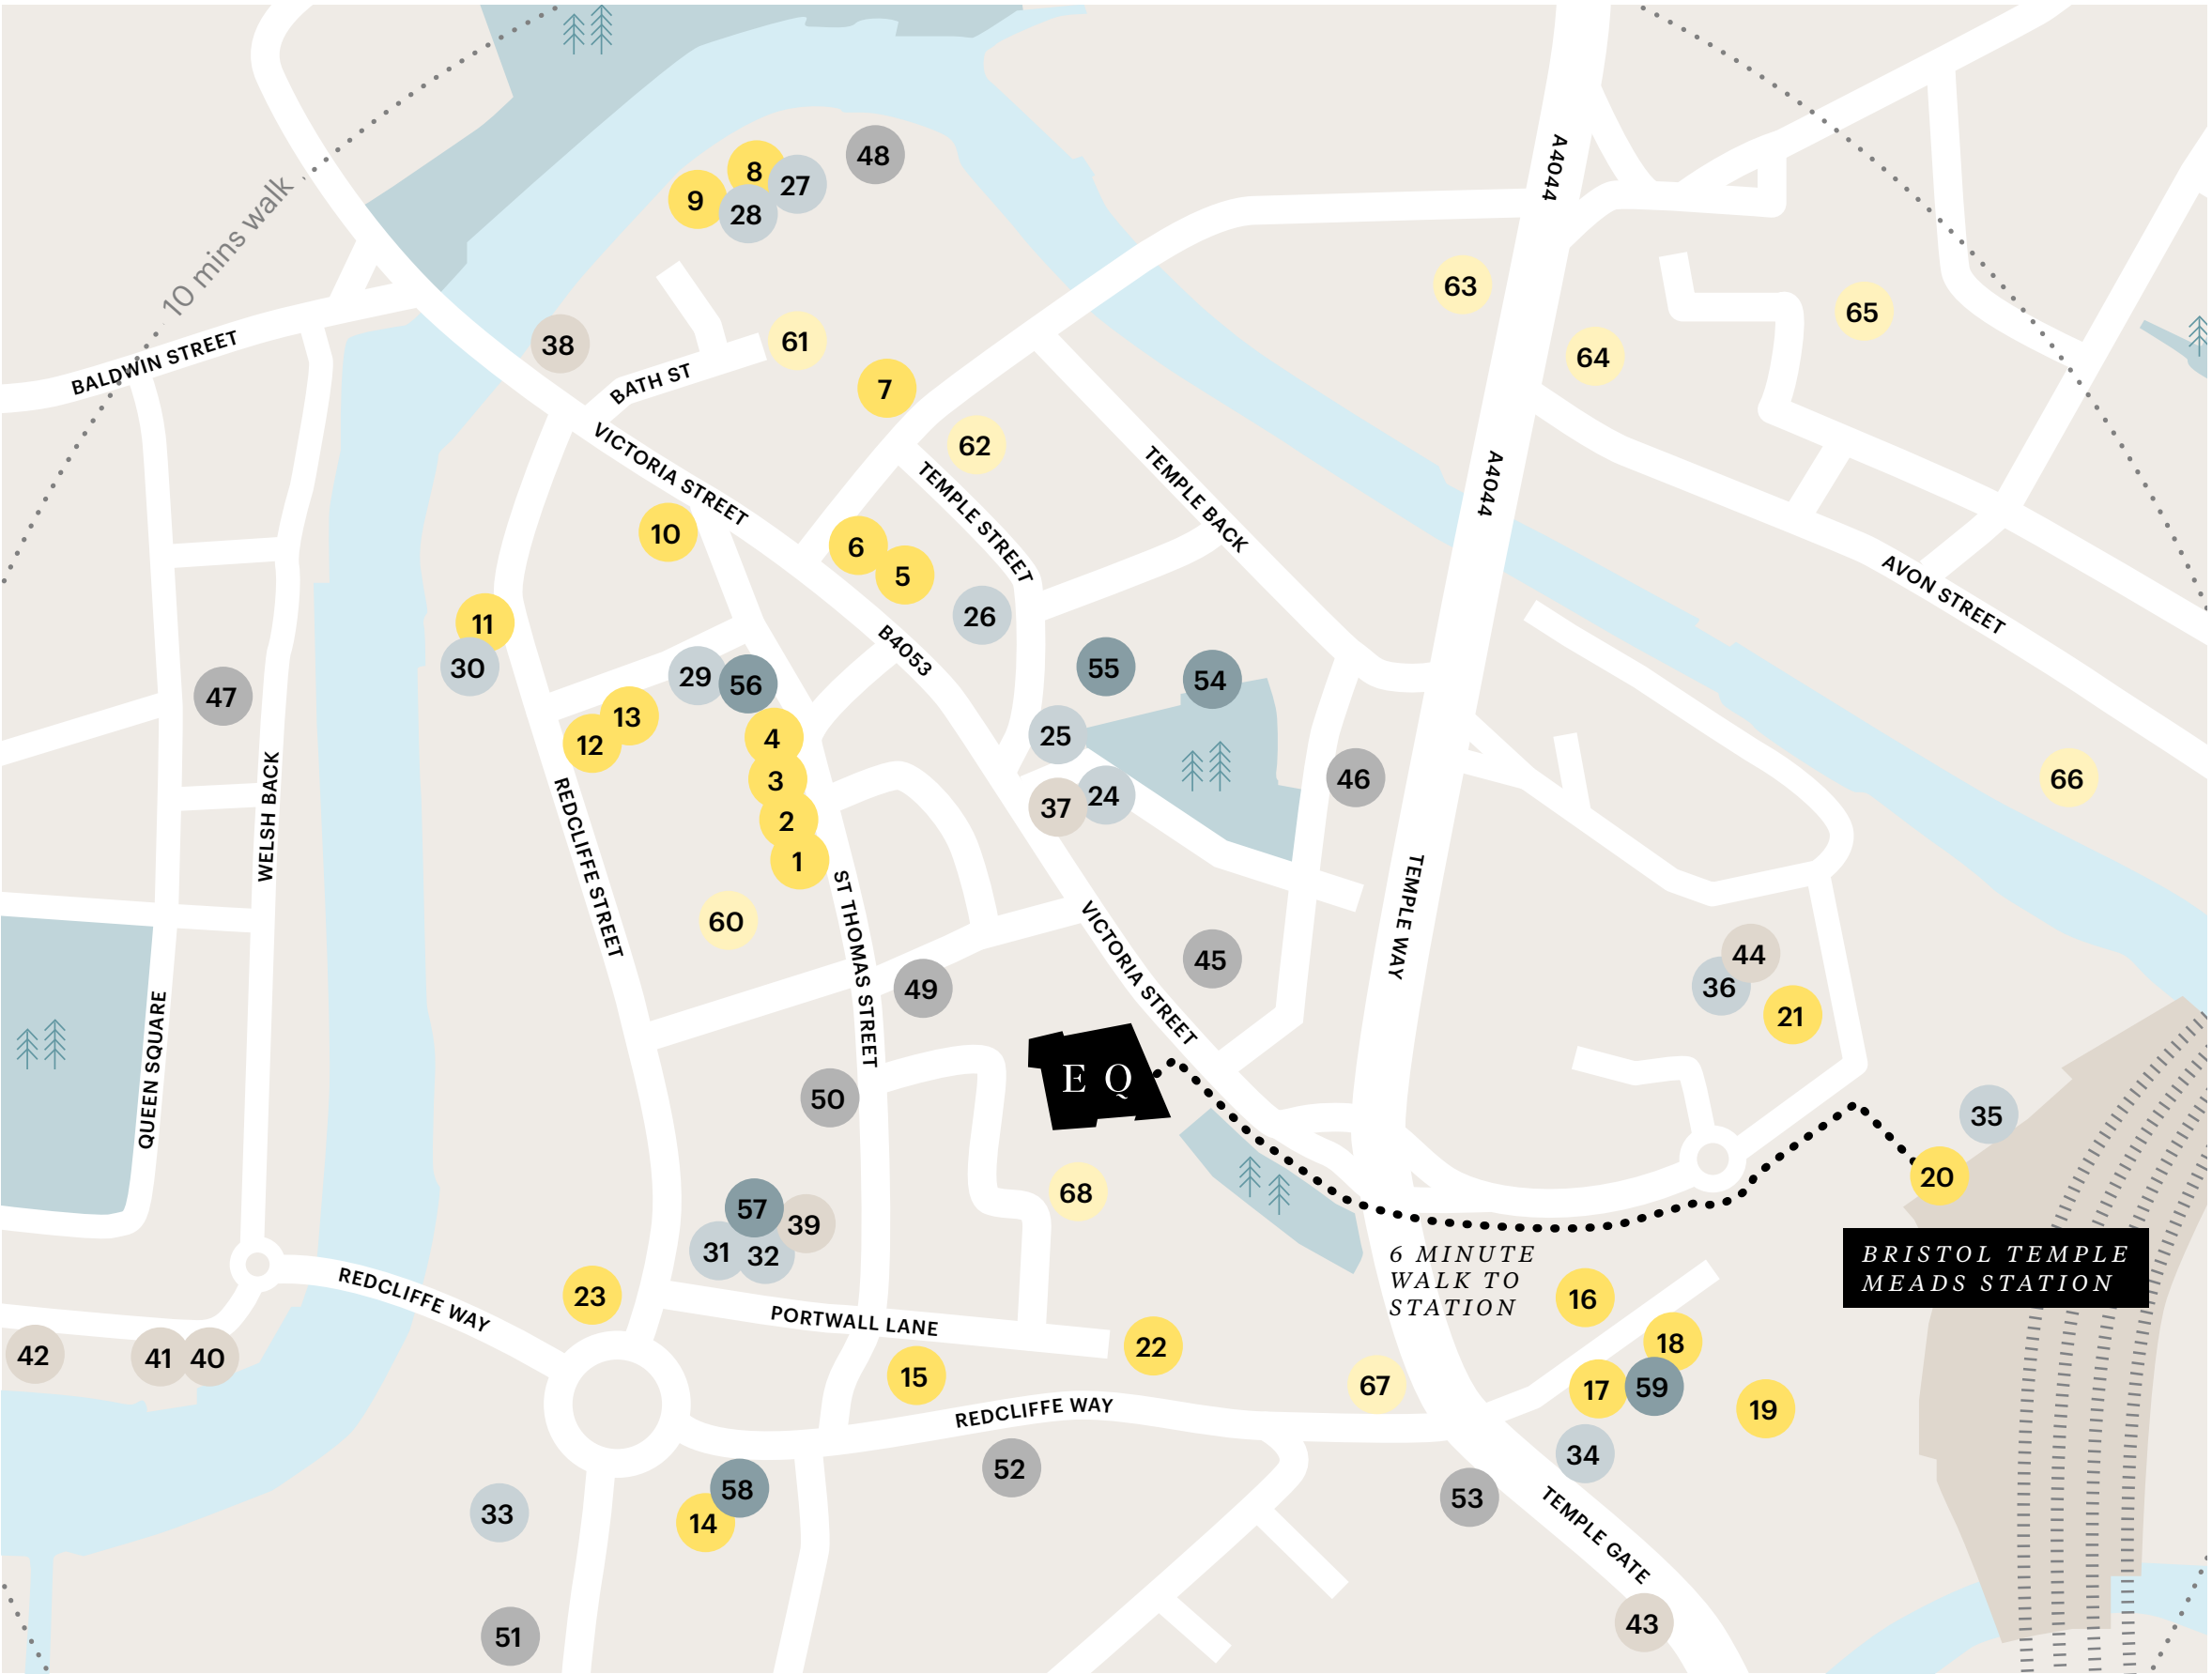 48
8
27
9
28
A4044
10 mins walk
63
65
38
61
64
BALDWIN STREET
BATH ST
7
62
VICTORIA STREET
TEMPLE STREET
TEMPLE BACK
A4044
10
6
5
AVON STREET
26
11
B4053
30
47
29
56
55
54
13
12
4
25
3
46
66
24
37
2
1
WELSH BACK
REDCLIFFE STREET
60
ST THOMAS STREET
VICTORIA STREET
TEMPLE WAY
45
44
36
49
21
QUEEN SQUARE
E Q
50
35
20
68
57
39
31
32
6 MINUTE
WALK TO
STATION
BRISTOL TEMPLE
MEADS STATION
23
REDCLIFFE WAY
PORTWALL LANE
16
18
42
41
40
22
15
67
17
59
REDCLIFFE WAY
19
34
52
58
53
33
14
TEMPLE GATE
51
43